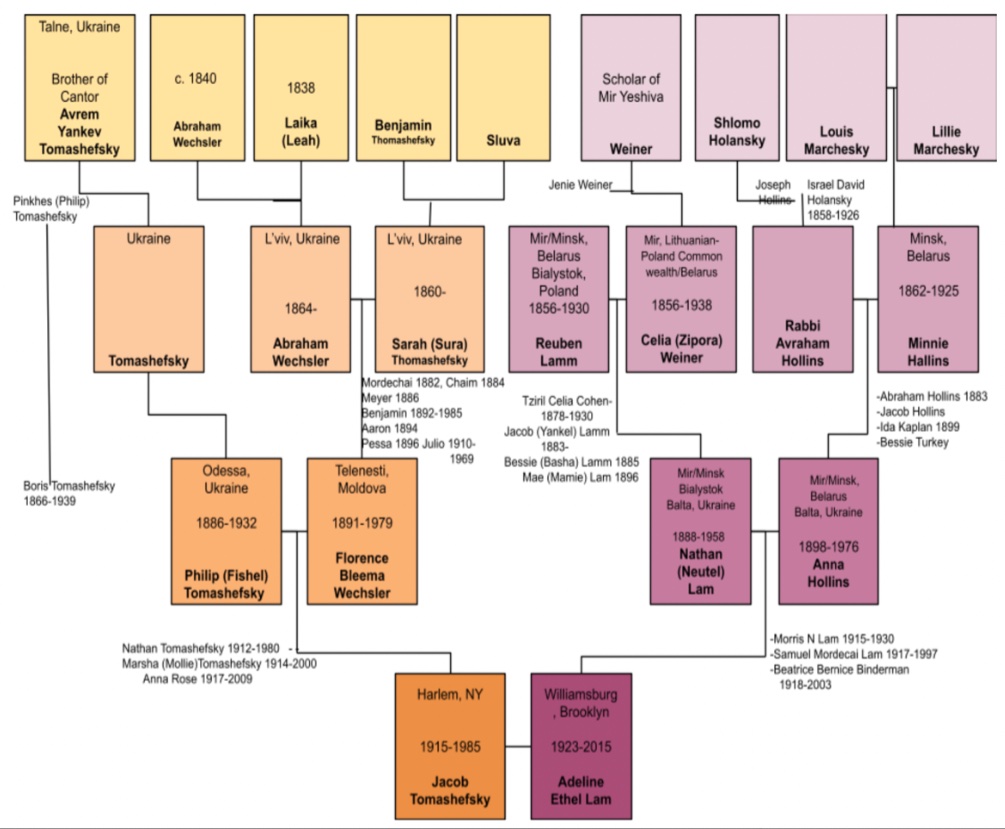 Talne, Ukraine
Brother of
Cantor
Avrem
Yankev
Tomashefsky
c. 1840
Abraham
Wechsler
1838
Laika
(Leah)
Benjamin
Thomashefsky
Sluva
Scholar of
Mir Yeshiva
Weiner
Shlomo
Holansky
Louis
Marchesky
Lillie
Marchesky
Pinkhes (Philip)
Tomashefsky
Jenie Weiner
Joseph
Hollins
Israel David
Holansky
1858-1926
Ukraine
Tomashefsky
L'viv, Ukraine
1864-
Abraham
Wechsler
L'viv, Ukraine
1860-
Sarah (Sura)
Thomashefsky
Mir/Minsk,
Belarus
Bialystok,
Poland
1856-1930
Reuben
Lamm
Mir, Lithuanian-
Poland Common
wealth/Belarus
1856-1938
Celia (Zipora)
Weiner
Rabbi
Avraham
Hollins
Minsk,
Belarus
1862-1925
Minnie
Hallins
Mordechai 1882, Chaim 1884
Meyer 1886
Benjamin 1892-1985
Aaron 1894
Pessa 1896 Julio 1910-
1969
Tziril Celia Cohen-
1878-1930
Jacob (Yankel) Lamm
1883-
Bessie (Basha) Lamm 1885
Mae (Mamie) Lam 1896
-Abraham Hollins 1883
-Jacob Hollins
-Ida Kaplan 1899
-Bessie Turkey
Boris Tomashefsky
1866-1939
Odessa,
Ukraine
1886-1932
Philip (Fishel)
Tomashefsky
Telenesti,
Moldova
1891-1979
Florence
Bleema
Wechsler
Mir/Minsk
Bialystok
Balta, Ukraine
1888-1958
Nathan
(Neutel)
Lam
Mir/Minsk,
Belarus
Balta, Ukraine
1898-1976
Anna
Hollins
Nathan Tomashefsky 1912-1980 -
Marsha (Mollie)Tomashefsky 1914-2000
Anna Rose 1917-2009
-Morris N Lam 1915-1930
-Samuel Mordecai Lam 1917-1997
-Beatrice Bernice Binderman
1918-2003
Harlem, NY
1915-1985
Jacob
Tomashefsky
Williamsburg
, Brooklyn
1923-2015
Adeline
Ethel Lam